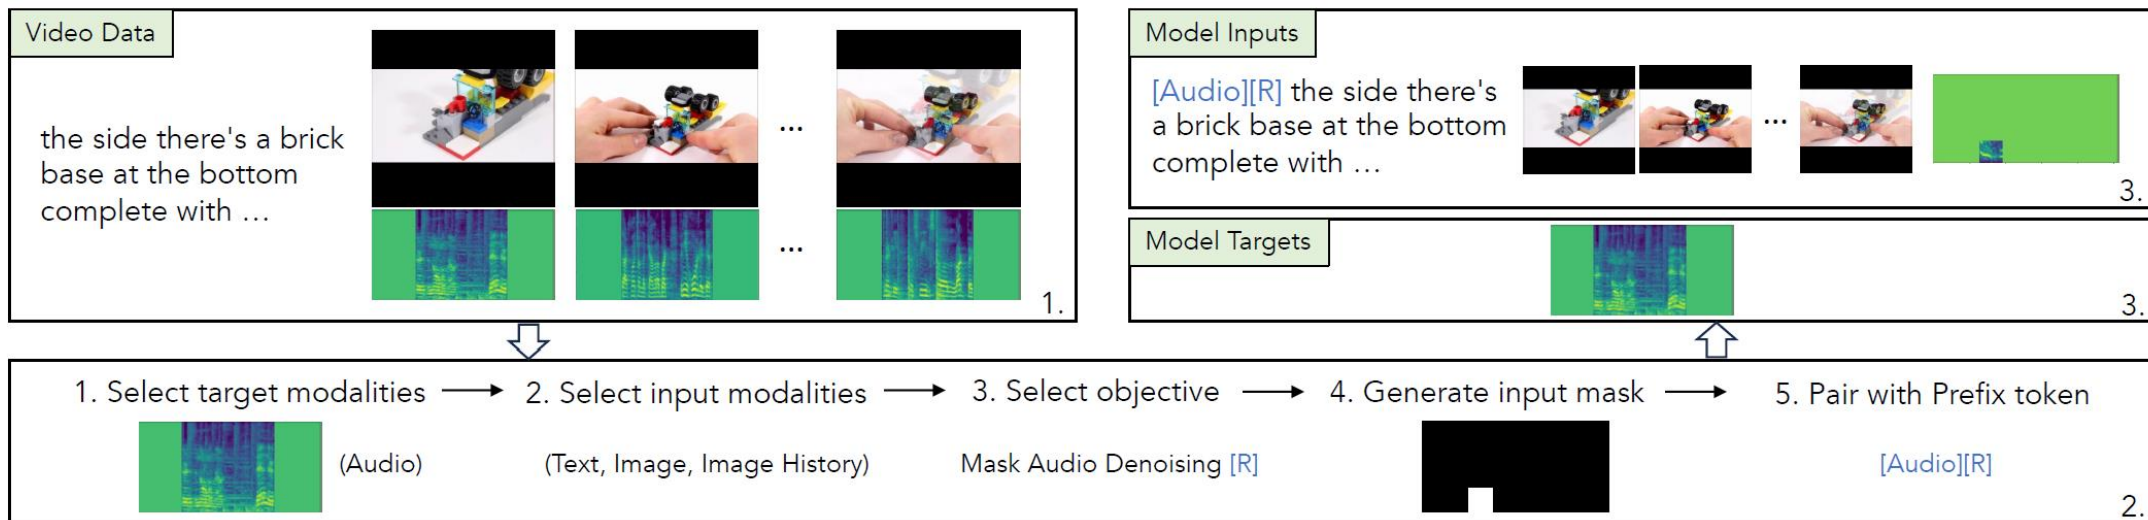 Video Data
the side there's a brick
base at the bottom
complete with ...
...
...
1.
Model Inputs
[Audio][R] the side there's
a brick base at the bottom
complete with ...
...
3.
Model Targets
3.
1. Select target modalities
2. Select input modalities
3. Select objective
4. Generate input mask
5. Pair with Prefix token
(Audio)
(Text, Image, Image History)
Mask Audio Denoising [R]
[Audio][R]
2.